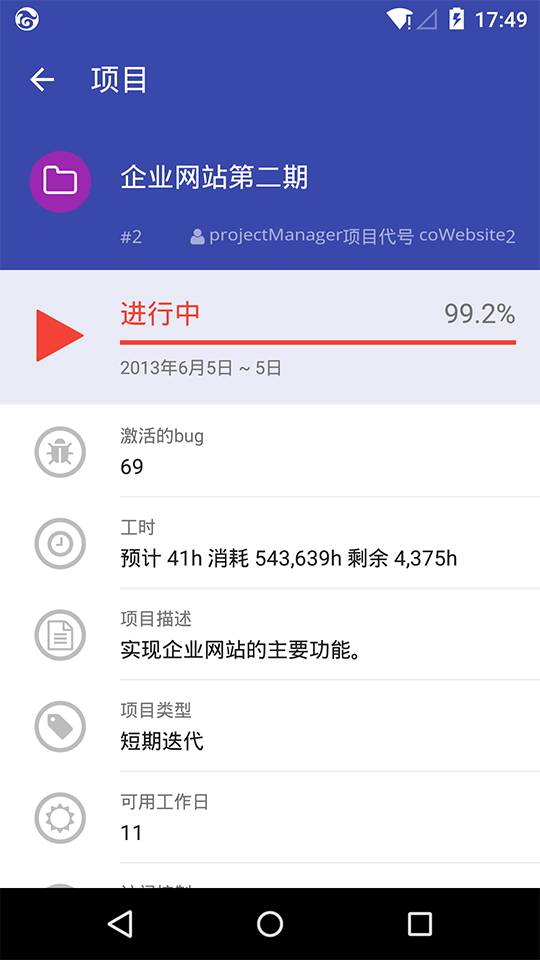 17:49
项目
企业网站第二期
#2 projectManager项目代号 coWebsite2
进行中 99.2%
2013年6月5日 ~ 5日
激活的bug
69
工时
预计 41h 消耗 543,639h 剩余 4,375h
项目描述
实现企业网站的主要功能。
项目类型
短期迭代
可用工作日
11